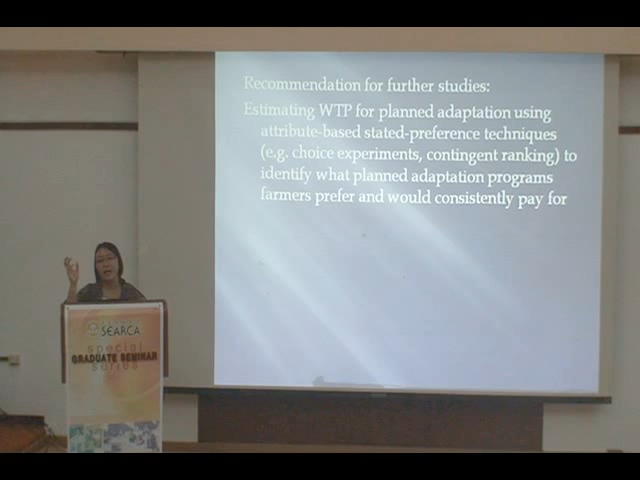 Recommendation for further studies:
Estimating WTP for planned adaptation using
attribute-based stated-preference techniques
(e.g. choice experiments, contingent ranking) to
identify what planned adaptation programs
farmers prefer and would consistently pay for
SEARCA
special
GRADUATE SEMINAR
series